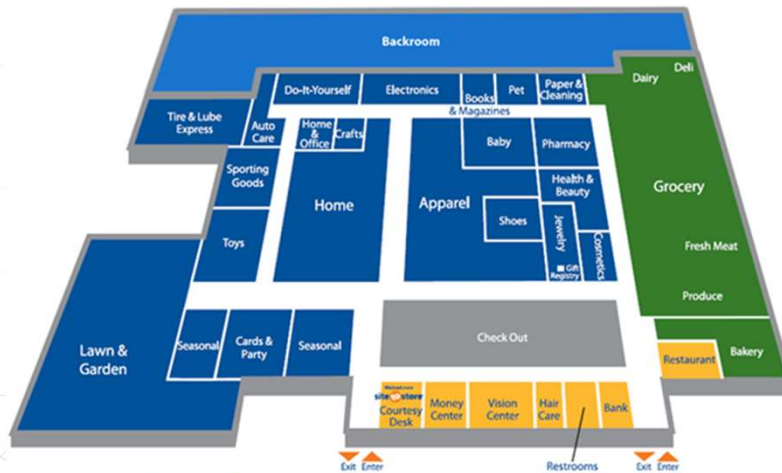 Backroom
Deli
Dairy
Do-It-Yourself
Electronics
Books
& Magazines
Pet
Paper &
Cleaning
Tire & Lube
Express
Auto
Care
Home
&
Office
Crafts
Baby
Pharmacy
Sporting
Goods
Home
Apparel
Health &
Beauty
Grocery
Shoes
Jewelry
Gift
Registry
Cosmetics
Toys
Fresh Meat
Produce
Lawn &
Garden
Seasonal
Cards &
Party
Seasonal
Check Out
Restaurant
Bakery
site to store
Courtesy
Desk
Money
Center
Vision
Center
Hair
Care
Bank
Restrooms
Exit Enter
Exit Enter